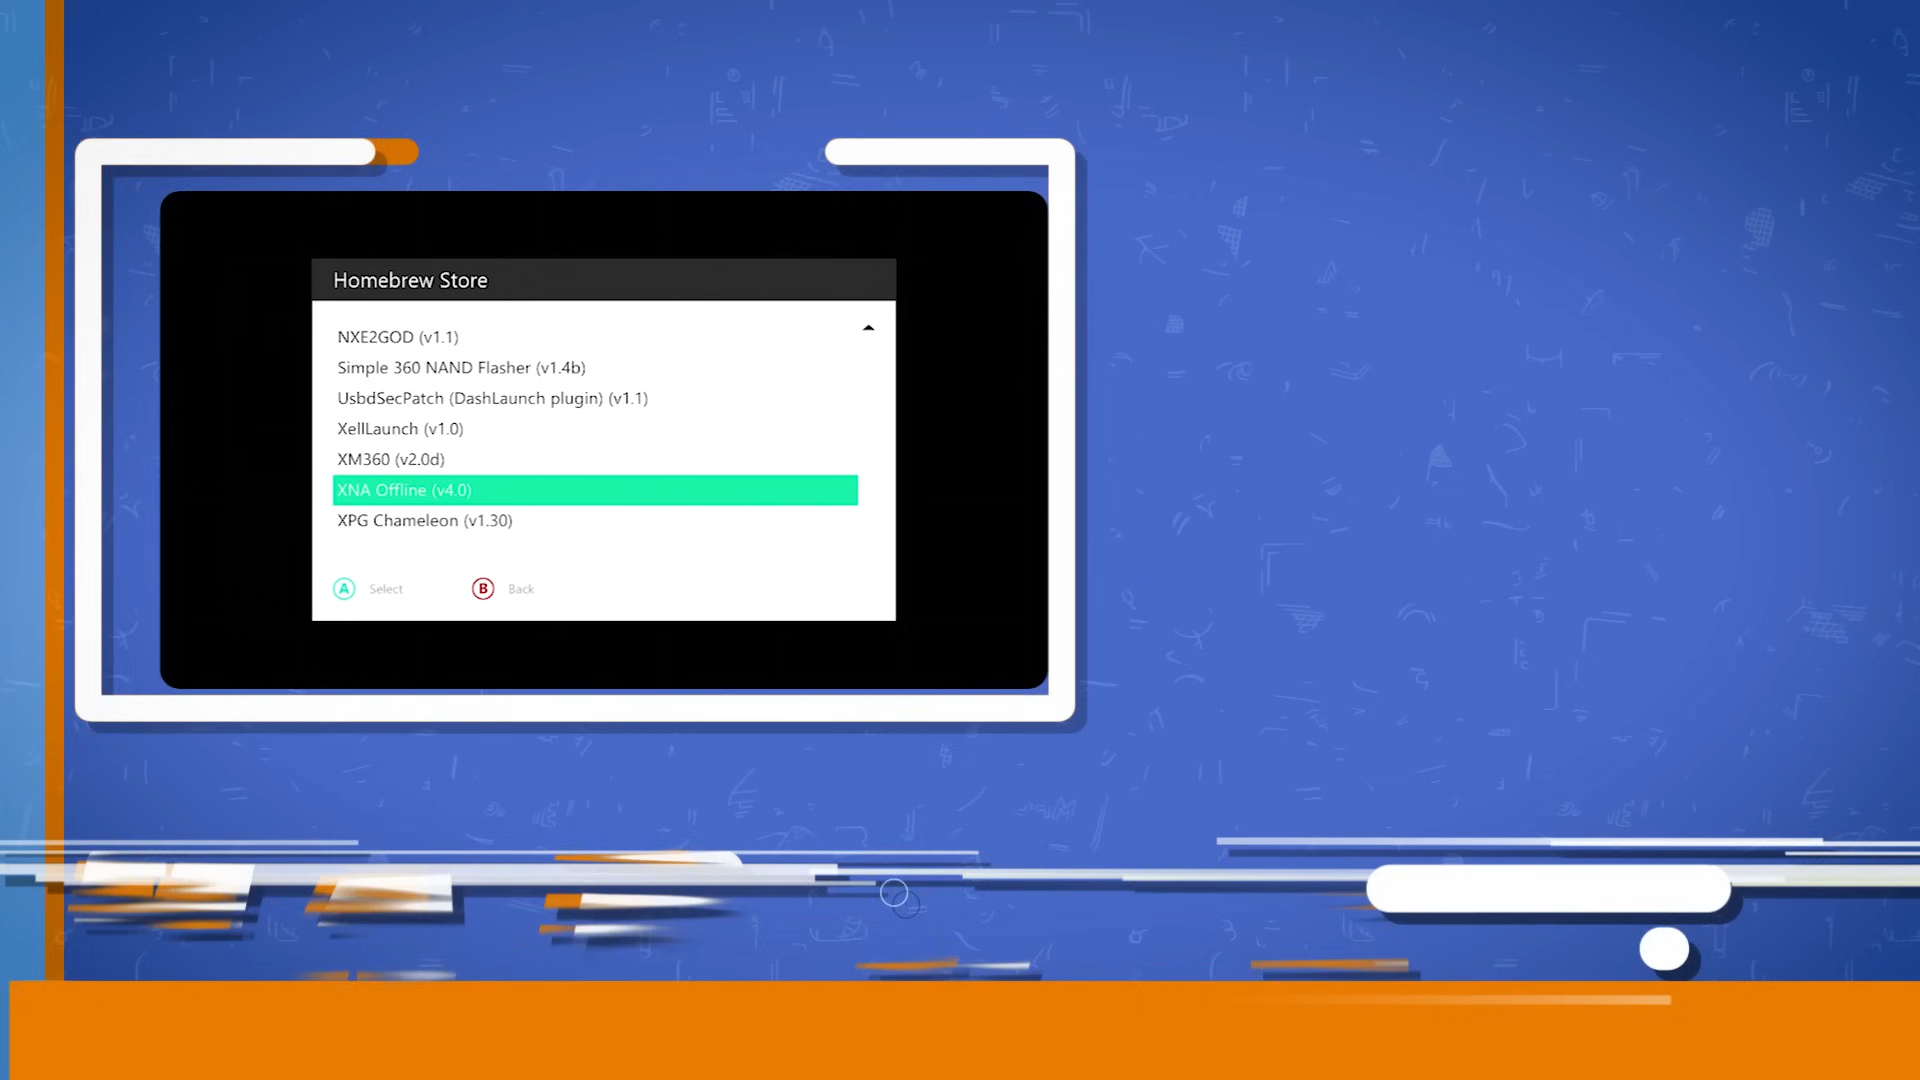 Homebrew Store
NXE2GOD (v1.1)
Simple 360 NAND Flasher (v1.4b)
UsbdSecPatch (DashLaunch plugin) (v1.1)
XellLaunch (v1.0)
XM360 (v2.0d)
XNA Offline (v4.0)
XPG Chameleon (v1.30)
A Select B Back